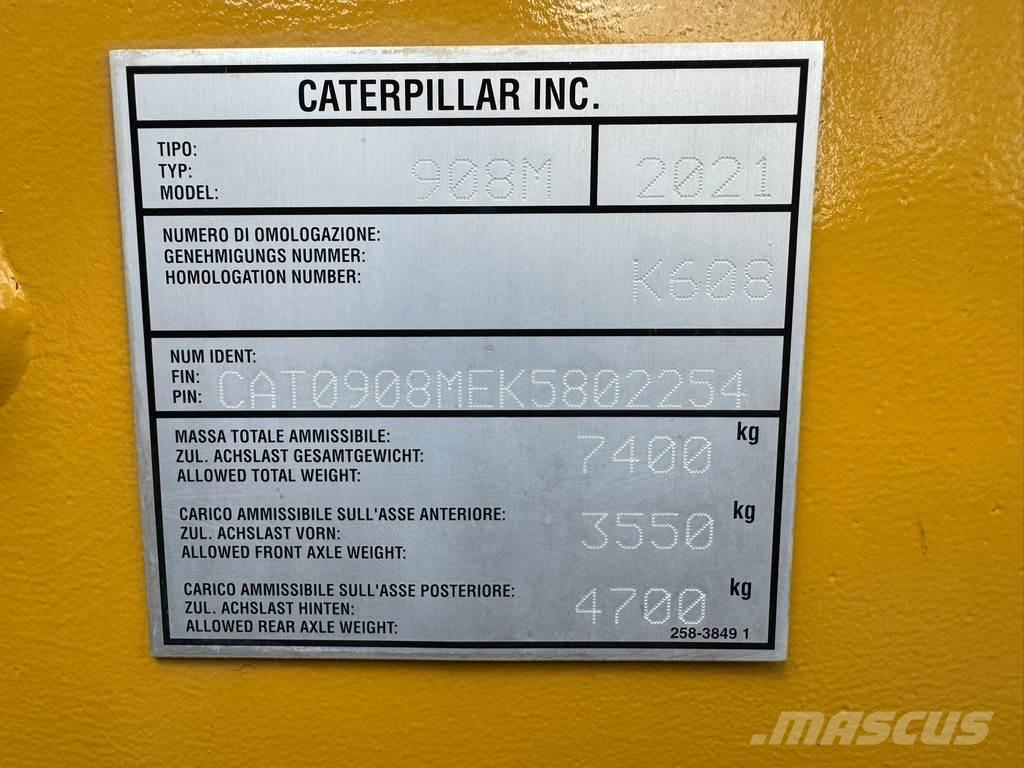 CATERPILLAR INC.
TIPO:
TYP:
MODEL:
908M
2021
NUMERO DI OMOLOGAZIONE:
GENEHMIGUNGS NUMMER:
HOMOLOGATION NUMBER:
K608
NUM IDENT:
FIN:
PIN:
CAT0908MEK5802254
MASSA TOTALE AMMISSIBILE:
ZUL. ACHSLAST GESAMTGEWICHT:
ALLOWED TOTAL WEIGHT:
7400 kg
CARICO AMMISSIBILE SULL'ASSE ANTERIORE:
ZUL. ACHSLAST VORN:
ALLOWED FRONT AXLE WEIGHT:
3550 kg
CARICO AMMISSIBILE SULL'ASSE POSTERIORE:
ZUL. ACHSLAST HINTEN:
ALLOWED REAR AXLE WEIGHT:
4700 kg
258-3849 1
MASCUS